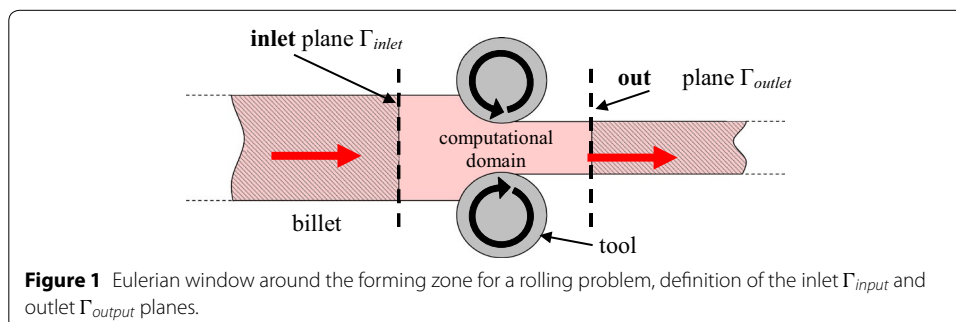 inlet plane Γinlet
out plane Γoutlet
computational
domain
billet
tool
Figure 1 Eulerian window around the forming zone for a rolling problem, definition of the inlet Γinput and
outlet Γoutput planes.